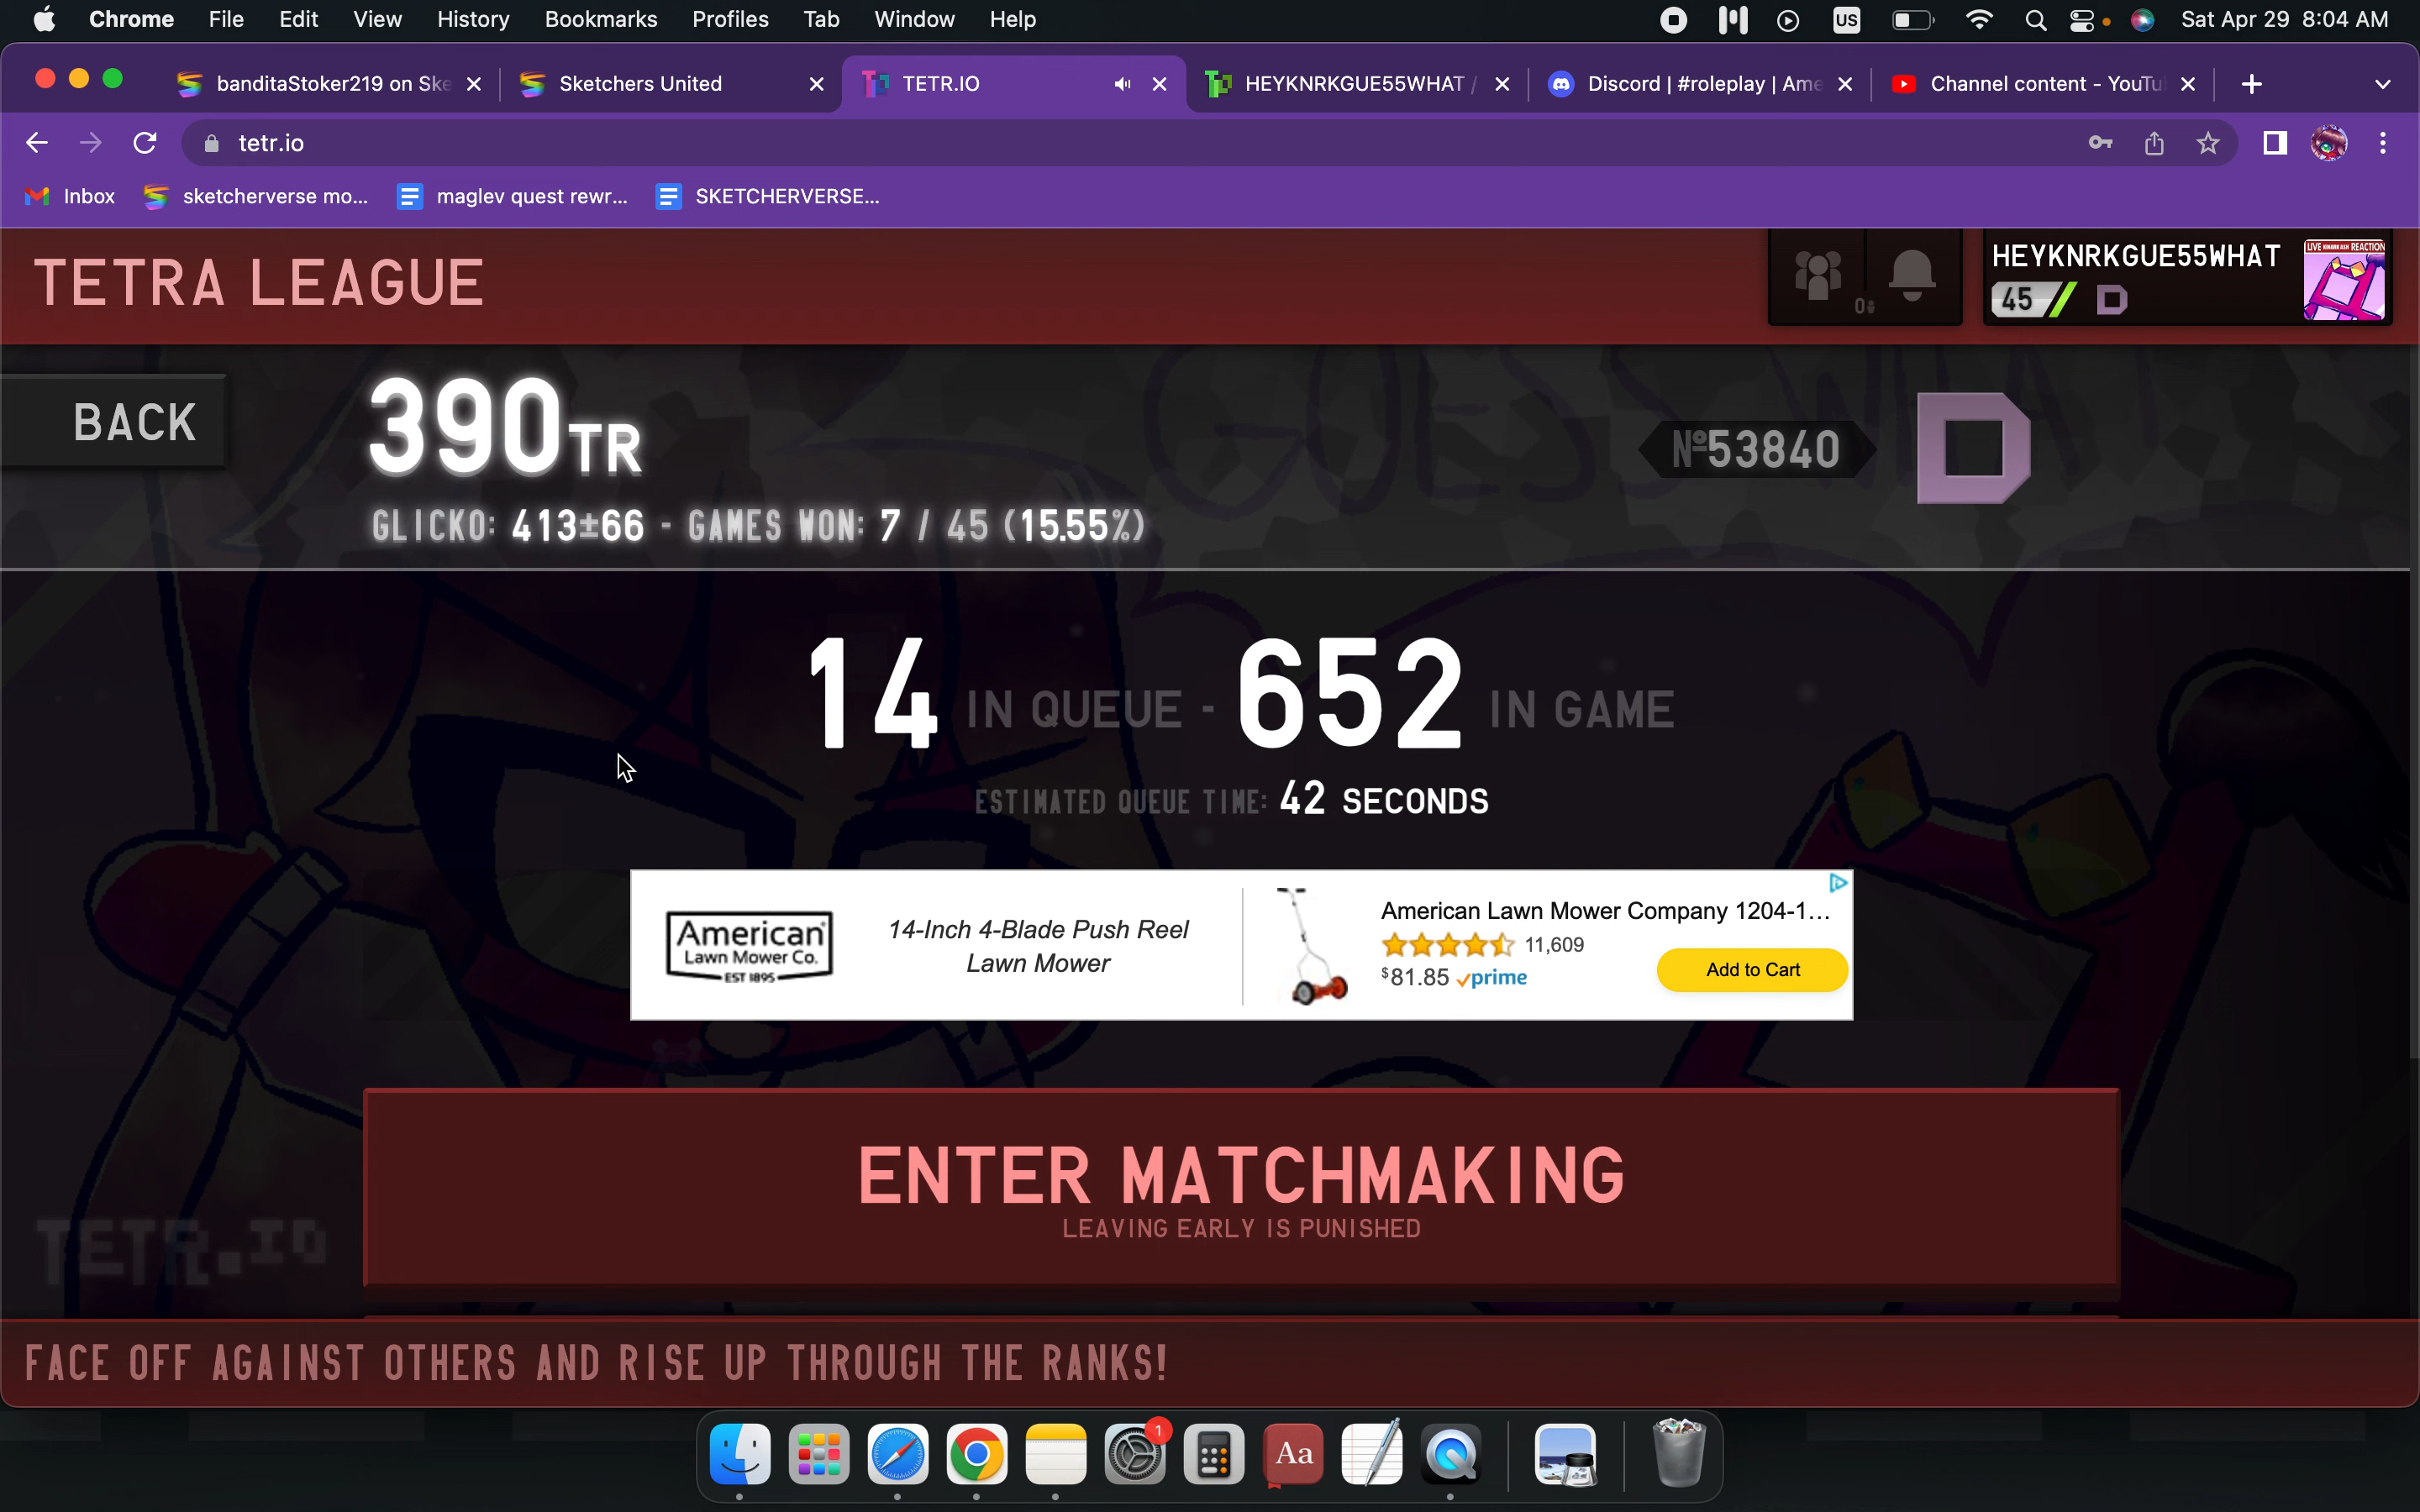 Chrome File Edit View History Bookmarks Profiles Tab Window Help US Sat Apr 29 8:04 AM
banditaStoker219 on Ske Sketchers United TETR.IO HEYKNRKGUE55WHAT / Discord | #roleplay | Ame Channel content - YouTu
tetr.io
Inbox sketcherverse mo... maglev quest rewr... SKETCHERVERSE...
TETRA LEAGUE
0
HEYKNRKGUE55WHAT
45
LIVE REACTION
BACK
390TR
Nº53840
D
GLICKO: 413±66 - GAMES WON: 7 / 45 (15.55%)
14 IN QUEUE - 652 IN GAME
ESTIMATED QUEUE TIME: 42 SECONDS
American
Lawn Mower Co.
EST 1895
14-Inch 4-Blade Push Reel
Lawn Mower
American Lawn Mower Company 1204-1...
11,609
$81.85 prime
Add to Cart
ENTER MATCHMAKING
LEAVING EARLY IS PUNISHED
TETR.IO
FACE OFF AGAINST OTHERS AND RISE UP THROUGH THE RANKS!
1
Aa